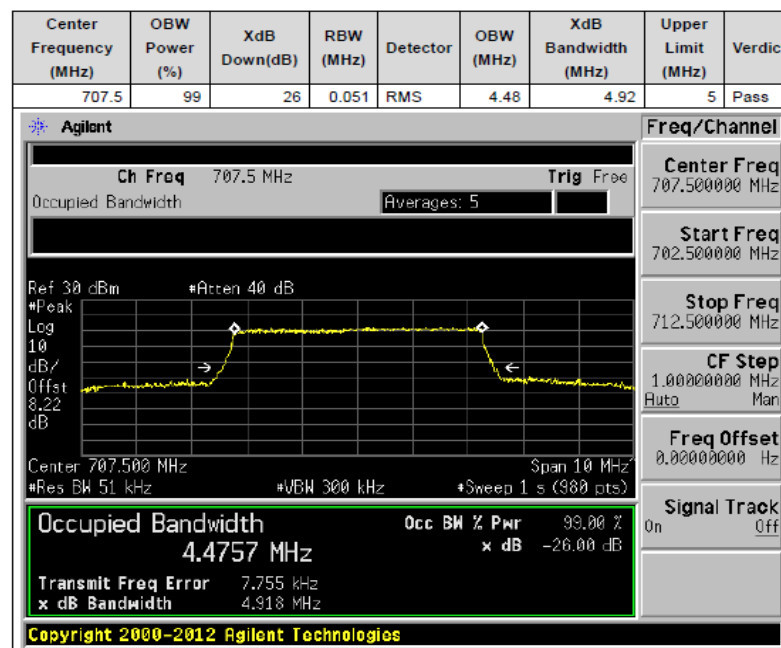 Center Frequency (MHz) OBW Power (%) XdB Down(dB) RBW (MHz) Detector OBW (MHz) XdB Bandwidth (MHz) Upper Limit (MHz) Verdic
707.5 99 26 0.051 RMS 4.48 4.92 5 Pass
Agilent
Freq/Channel
Ch Freq 707.5 MHz Trig Free
Occupied Bandwidth Averages: 5
Center Freq
707.500000 MHz
Start Freq
702.500000 MHz
Stop Freq
712.500000 MHz
CF Step
1.00000000 MHz
Auto Man
Freq Offset
0.00000000 Hz
Signal Track
On Off
Ref 30 dBm #Atten 40 dB
#Peak
Log
10
dB/
Offst
8.22
dB
Center 707.500 MHz Span 10 MHz
#Res BW 51 kHz #VBW 300 kHz #Sweep 1 s (980 pts)
Occupied Bandwidth Occ BW % Pwr 99.00 %
4.4757 MHz x dB -26.00 dB
Transmit Freq Error 7.755 kHz
x dB Bandwidth 4.918 MHz
Copyright 2000-2012 Agilent Technologies